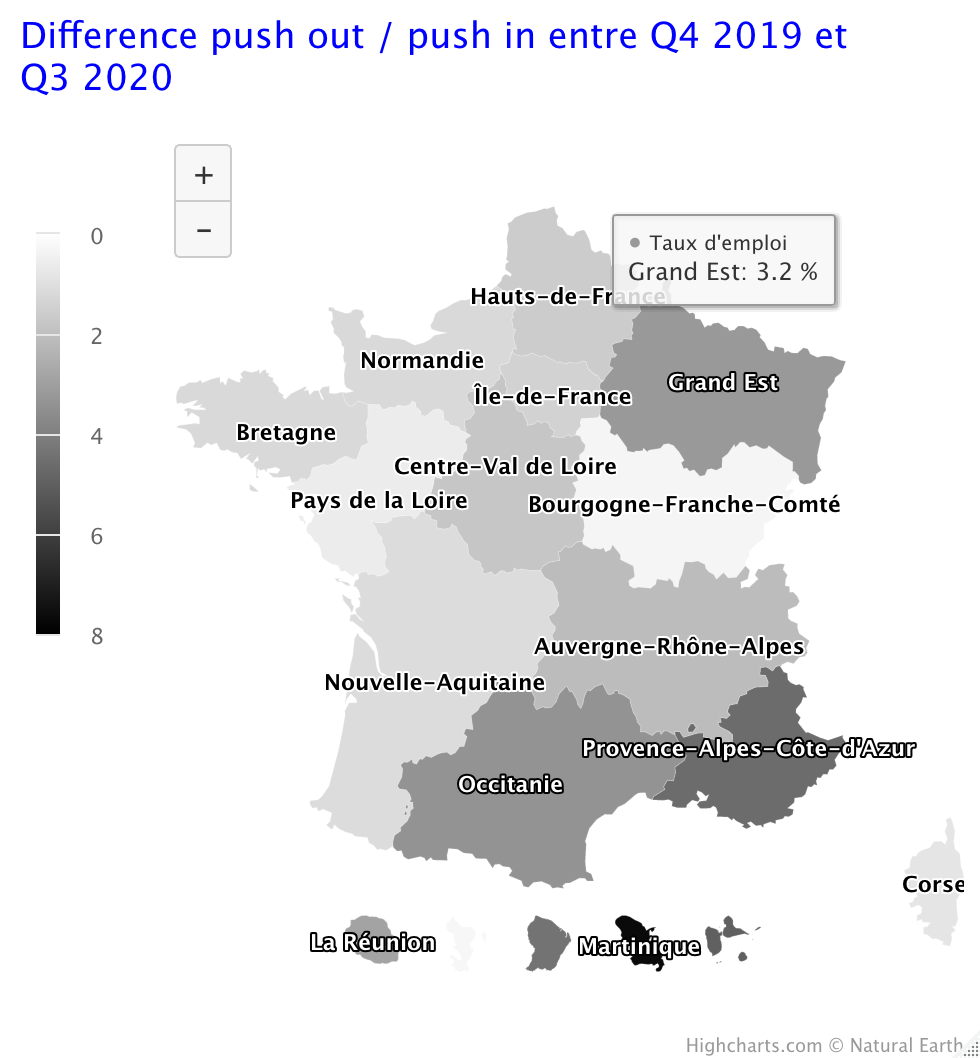 Difference push out / push in entre Q4 2019 et
Q3 2020
+
−
0
2
4
6
8
Taux d'emploi
Grand Est: 3.2 %
Hauts-de-France
Normandie
Grand Est
Île-de-France
Bretagne
Centre-Val de Loire
Pays de la Loire
Bourgogne-Franche-Comté
Auvergne-Rhône-Alpes
Nouvelle-Aquitaine
Provence-Alpes-Côte-d'Azur
Occitanie
Corse
La Réunion
Martinique
Highcharts.com © Natural Earth